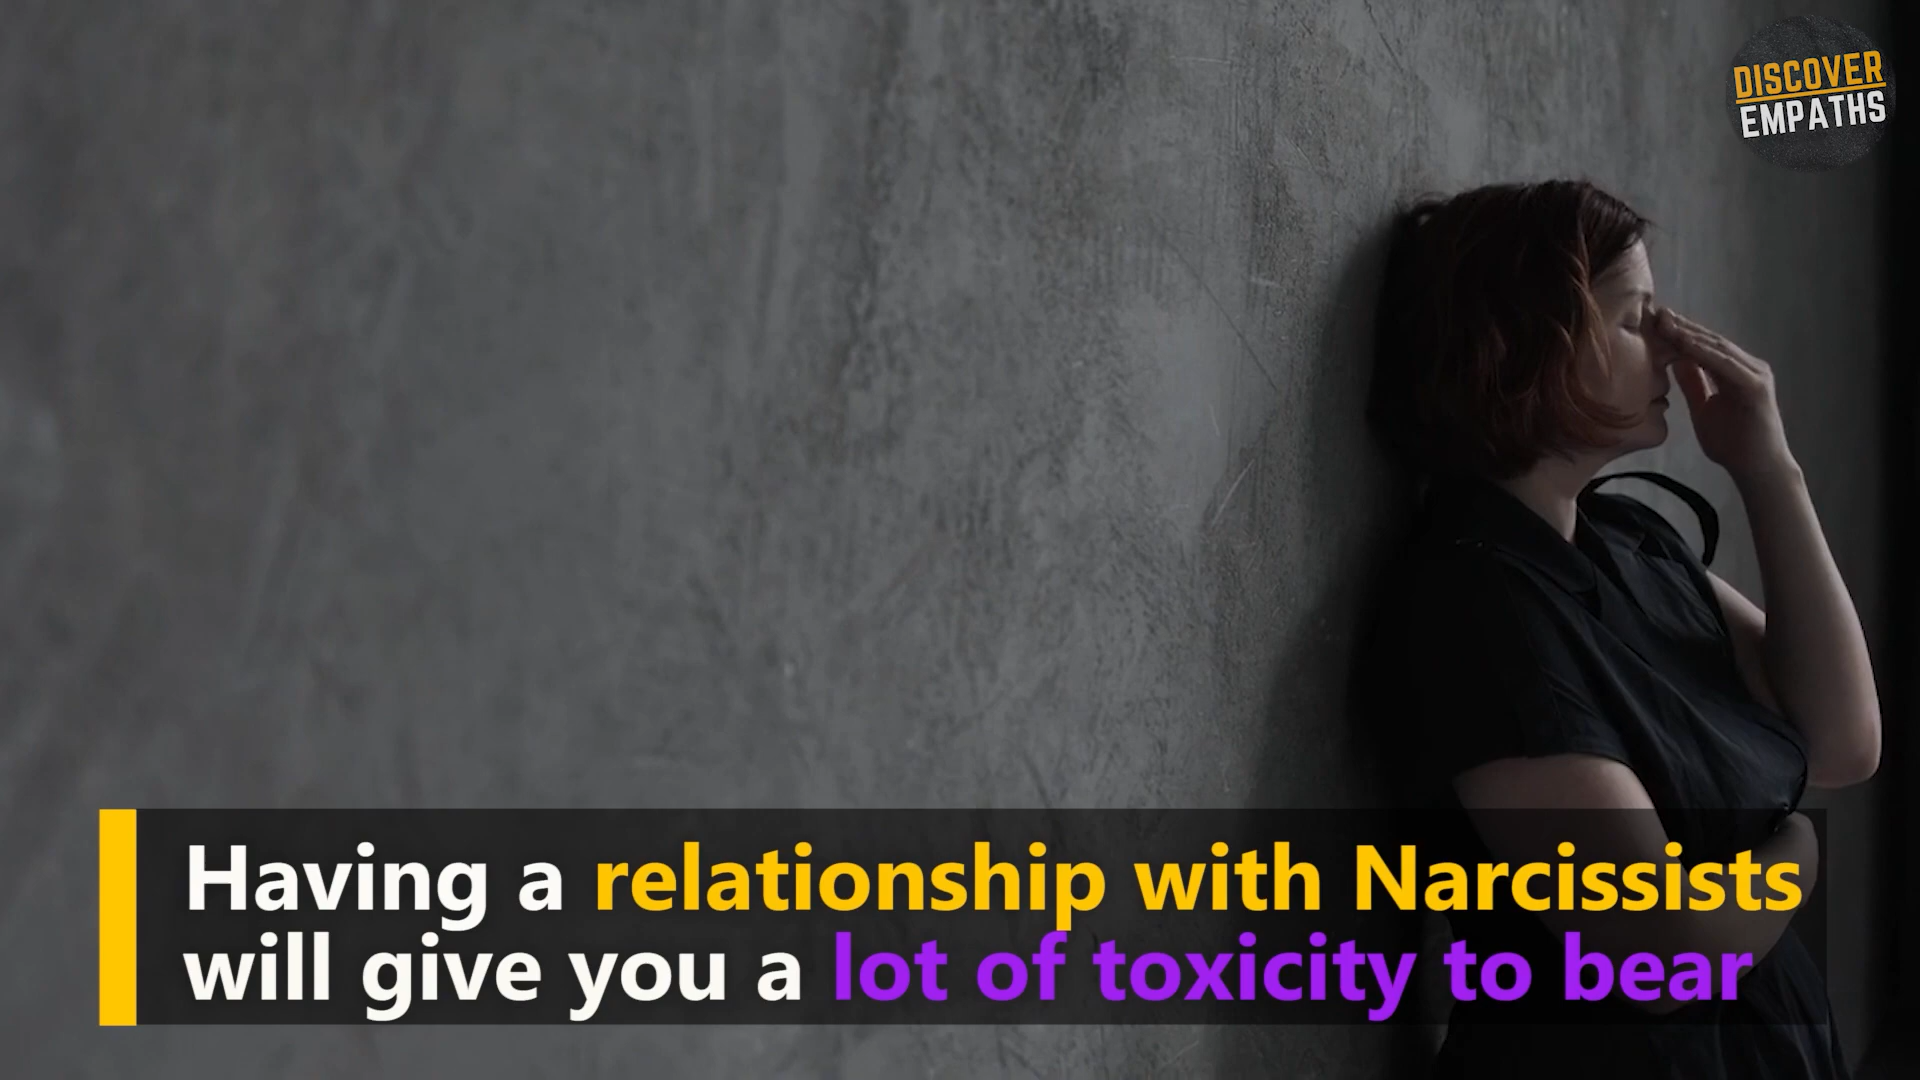 DISCOVER
EMPATHS
Having a relationship with Narcissists
will give you a lot of toxicity to bear